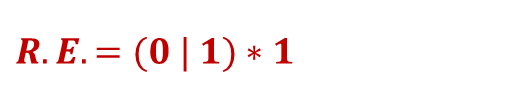 R. E. = (0 | 1) * 1